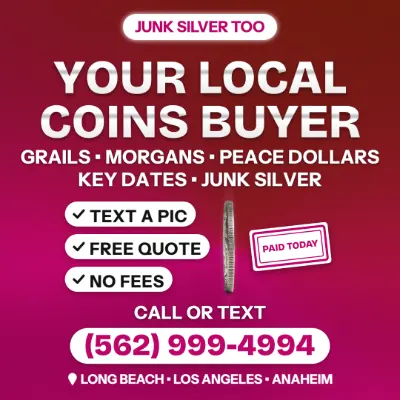 JUNK SILVER TOO
YOUR LOCAL
COINS BUYER
GRAILS ▪ MORGANS ▪ PEACE DOLLARS
KEY DATES ▪ JUNK SILVER
✓ TEXT A PIC
✓ FREE QUOTE
✓ NO FEES
PAID TODAY
CALL OR TEXT
(562) 999-4994
LONG BEACH ▪ LOS ANGELES ▪ ANAHEIM